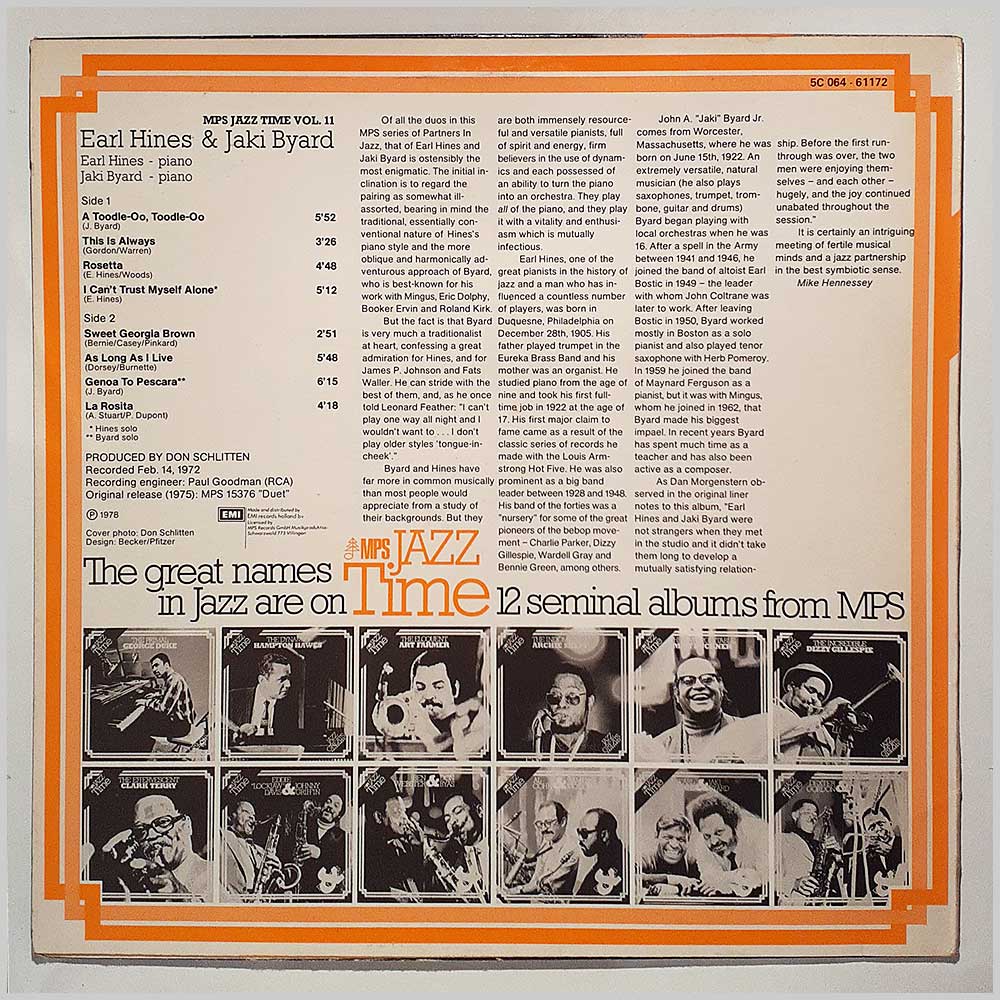 5C 064 - 61172
MPS JAZZ TIME VOL. 11
Earl Hines & Jaki Byard
Earl Hines - piano
Jaki Byard - piano
Side 1
A Toodle-Oo, Toodle-Oo 5'52
(J. Byard)
This Is Always 3'26
(Gordon/Warren)
Rosetta 4'48
(E. Hines/Woods)
I Can't Trust Myself Alone* 5'12
(E. Hines)
Side 2
Sweet Georgia Brown 2'51
(Bernie/Casey/Pinkard)
As Long As I Live 5'48
(Dorsey/Burnette)
Genoa To Pescara** 6'15
(J. Byard)
La Rosita 4'18
(A. Stuart/P. Dupont)
* Hines solo
** Byard solo
PRODUCED BY DON SCHLITTEN
Recorded Feb. 14, 1972
Recording engineer: Paul Goodman (RCA)
Original release (1975): MPS 15376 "Duet"
℗ 1978
EMI
Made and distributed by
EMI records holland b.v.
Licensed by
MPS Records GmbH Musikproduktion
Schwarzwald 773 Villingen
Cover photo: Don Schlitten
Design: Becker/Pfitzer
Of all the duos in this
MPS series of Partners In
Jazz, that of Earl Hines and
Jaki Byard is ostensibly the
most enigmatic. The initial in-
clination is to regard the
pairing as somewhat ill-
assorted, bearing in mind the
traditional, essentially con-
ventional nature of Hines's
piano style and the more
oblique and harmonically ad-
venturous approach of Byard,
who is best-known for his
work with Mingus, Eric Dolphy,
Booker Ervin and Roland Kirk.
But the fact is that Byard
is very much a traditionalist
at heart, confessing a great
admiration for Hines, and for
James P. Johnson and Fats
Waller. He can stride with the
best of them, and, as he once
told Leonard Feather: "I can't
play one way all night and I
wouldn't want to . . . I don't
play older styles 'tongue-in-
cheek'."
Byard and Hines have
far more in common musically
than most people would
appreciate from a study of
their backgrounds. But they
are both immensely resource-
ful and versatile pianists, full
of spirit and energy, firm
believers in the use of dynam-
ics and each possessed of
an ability to turn the piano
into an orchestra. They play
all of the piano, and they play
it with a vitality and enthusi-
asm which is mutually
infectious.
Earl Hines, one of the
great pianists in the history of
jazz and a man who has in-
fluenced a countless number
of players, was born in
Duquesne, Philadelphia on
December 28th, 1905. His
father played trumpet in the
Eureka Brass Band and his
mother was an organist. He
studied piano from the age of
nine and took his first full-
time job in 1922 at the age of
17. His first major claim to
fame came as a result of the
classic series of records he
made with the Louis Arm-
strong Hot Five. He was also
prominent as a big band
leader between 1928 and 1948.
His band of the forties was a
"nursery" for some of the great
pioneers of the bebop move-
ment – Charlie Parker, Dizzy
Gillespie, Wardell Gray and
Bennie Green, among others.
John A. "Jaki" Byard Jr.
comes from Worcester,
Massachusetts, where he was
born on June 15th, 1922. An
extremely versatile, natural
musician (he also plays
saxophones, trumpet, trom-
bone, guitar and drums)
Byard began playing with
local orchestras when he was
16. After a spell in the Army
between 1941 and 1946, he
joined the band of altoist Earl
Bostic in 1949 – the leader
with whom John Coltrane was
later to work. After leaving
Bostic in 1950, Byard worked
mostly in Boston as a solo
pianist and also played tenor
saxophone with Herb Pomeroy.
In 1959 he joined the band
of Maynard Ferguson as a
pianist, but it was with Mingus,
whom he joined in 1962, that
Byard made his biggest
impael. In recent years Byard
has spent much time as a
teacher and has also been
active as a composer.
As Dan Morgenstern ob-
served in the original liner
notes to this album, "Earl
Hines and Jaki Byard were
not strangers when they met
in the studio and it didn't take
them long to develop a
mutually satisfying relation-
ship. Before the first run-
through was over, the two
men were enjoying them-
selves – and each other –
hugely, and the joy continued
unabated throughout the
session."
It is certainly an intriguing
meeting of fertile musical
minds and a jazz partnership
in the best symbiotic sense.
Mike Hennessey
The great names
in Jazz are on
MPS JAZZ
Time
12 seminal albums from MPS
GEORGE DUKE
HAMPTON HAWES
THE ELOQUENT
ART FARMER
ARCHIE
THE INCREDIBLE
DIZZY GILLESPIE
THE EFFERVESCENT
CLARK TERRY
EDDIE
"LOCKJAW" & JOHNNY
DAVIS GRIFFIN